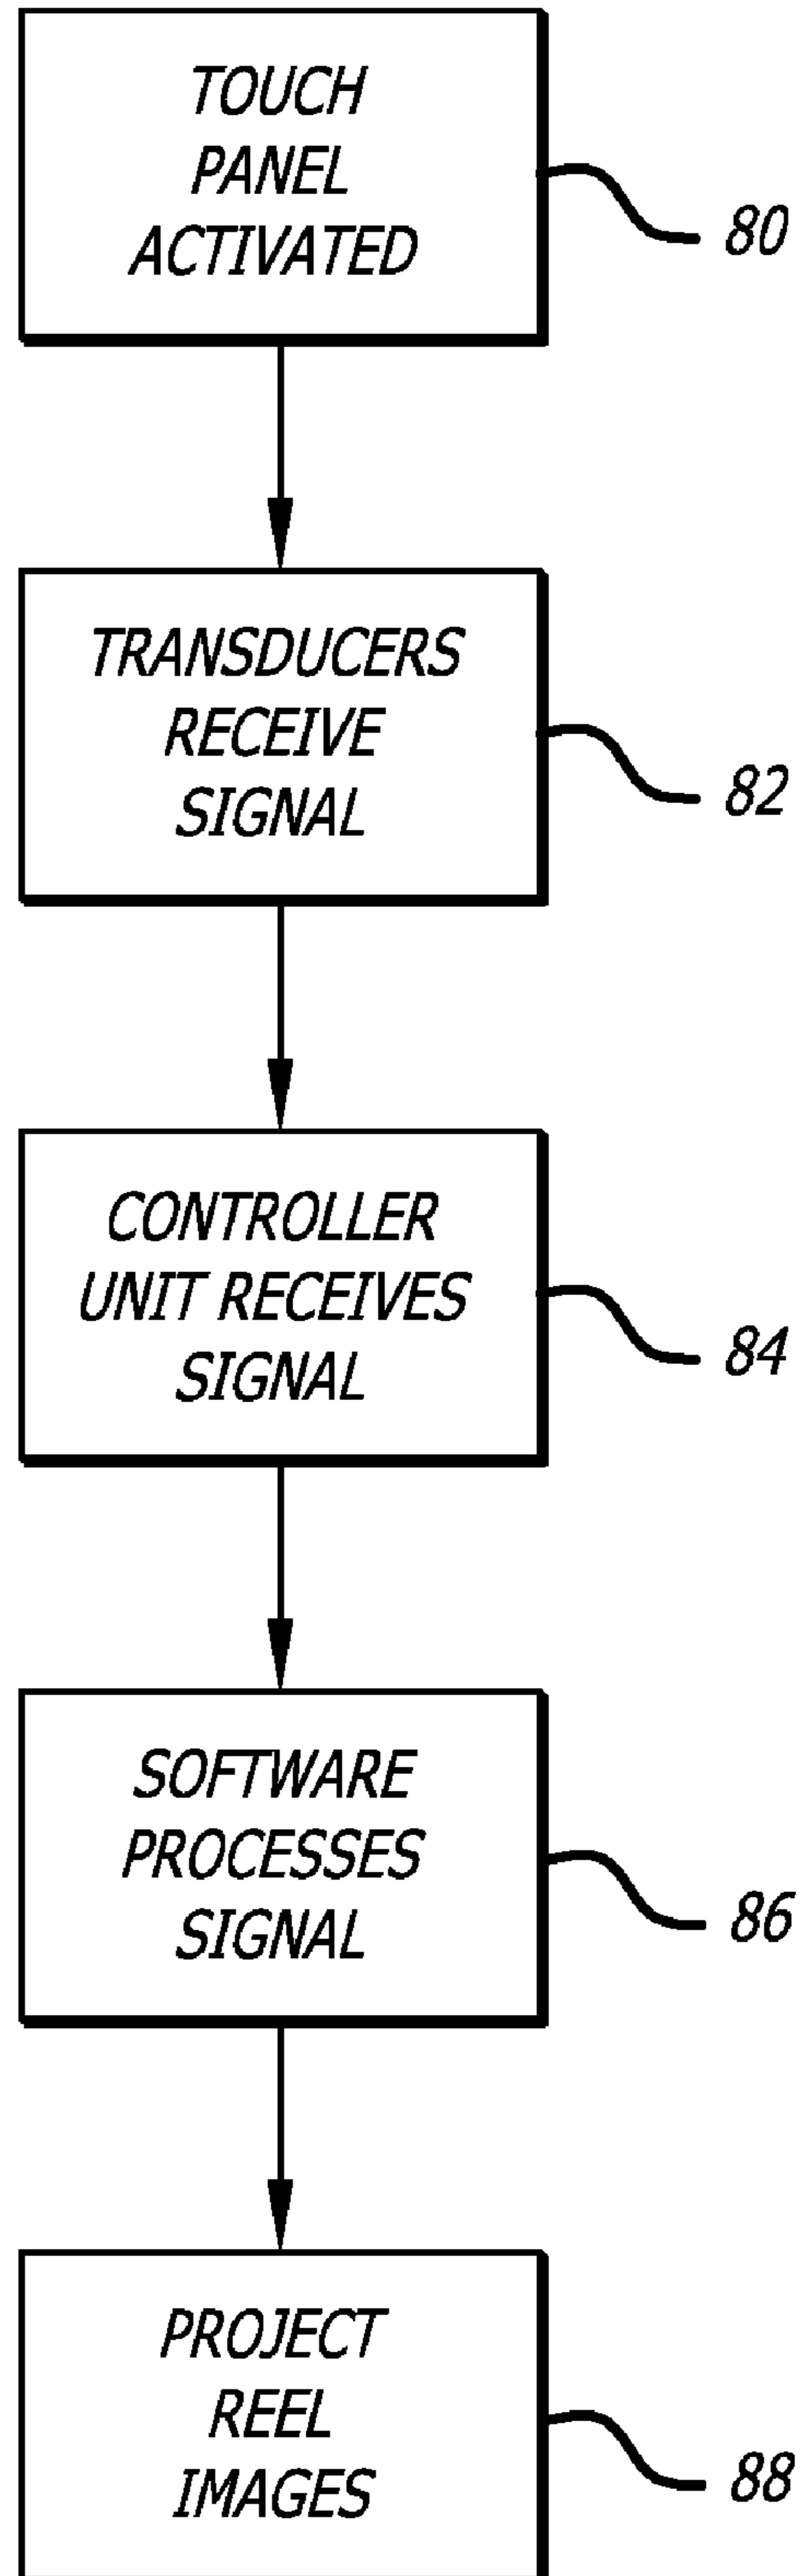 TOUCH
PANEL
ACTIVATED
80
TRANSDUCERS
RECEIVE
SIGNAL
82
CONTROLLER
UNIT RECEIVES
SIGNAL
84
SOFTWARE
PROCESSES
SIGNAL
86
PROJECT
REEL
IMAGES
88